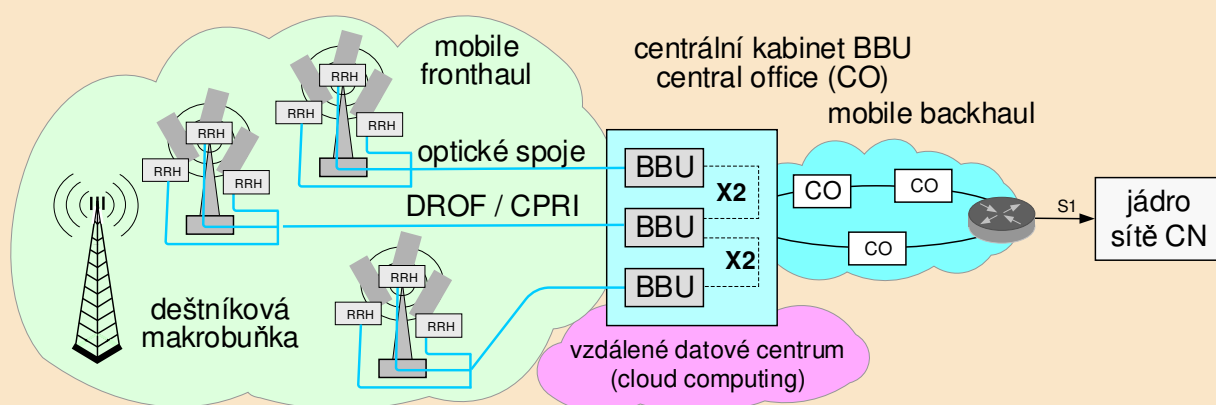 mobile
fronthaul
centrální kabinet BBU
central office (CO)
mobile backhaul
RRH
RRH
RRH
RRH
RRH
RRH
optické spoje
DROF / CPRI
BBU
BBU
BBU
X2
X2
CO
CO
CO
S1
jádro
sítě CN
RRH
RRH
RRH
deštníková
makrobuňka
vzdálené datové centrum
(cloud computing)